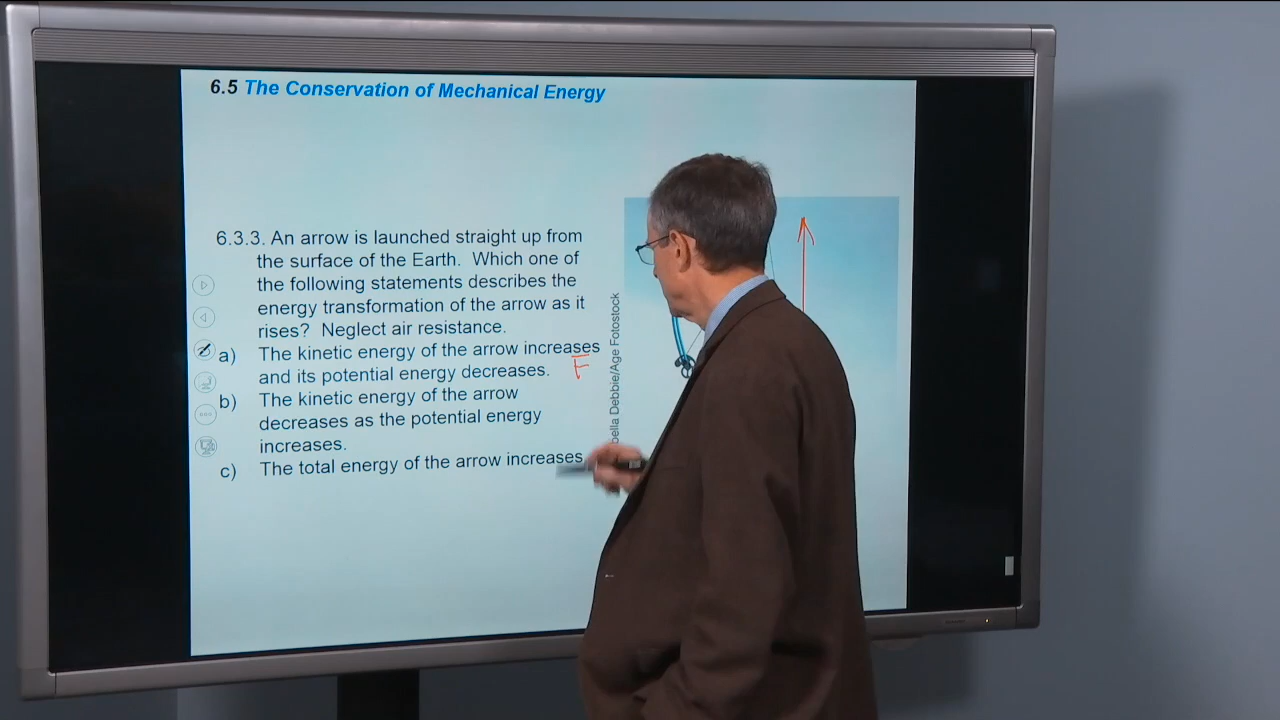 6.5 The Conservation of Mechanical Energy
6.3.3. An arrow is launched straight up from
the surface of the Earth. Which one of
the following statements describes the
energy transformation of the arrow as it
rises? Neglect air resistance.
a) The kinetic energy of the arrow increases
and its potential energy decreases.
F
b) The kinetic energy of the arrow
decreases as the potential energy
increases.
c) The total energy of the arrow increases
Debbie/Age Fotostock